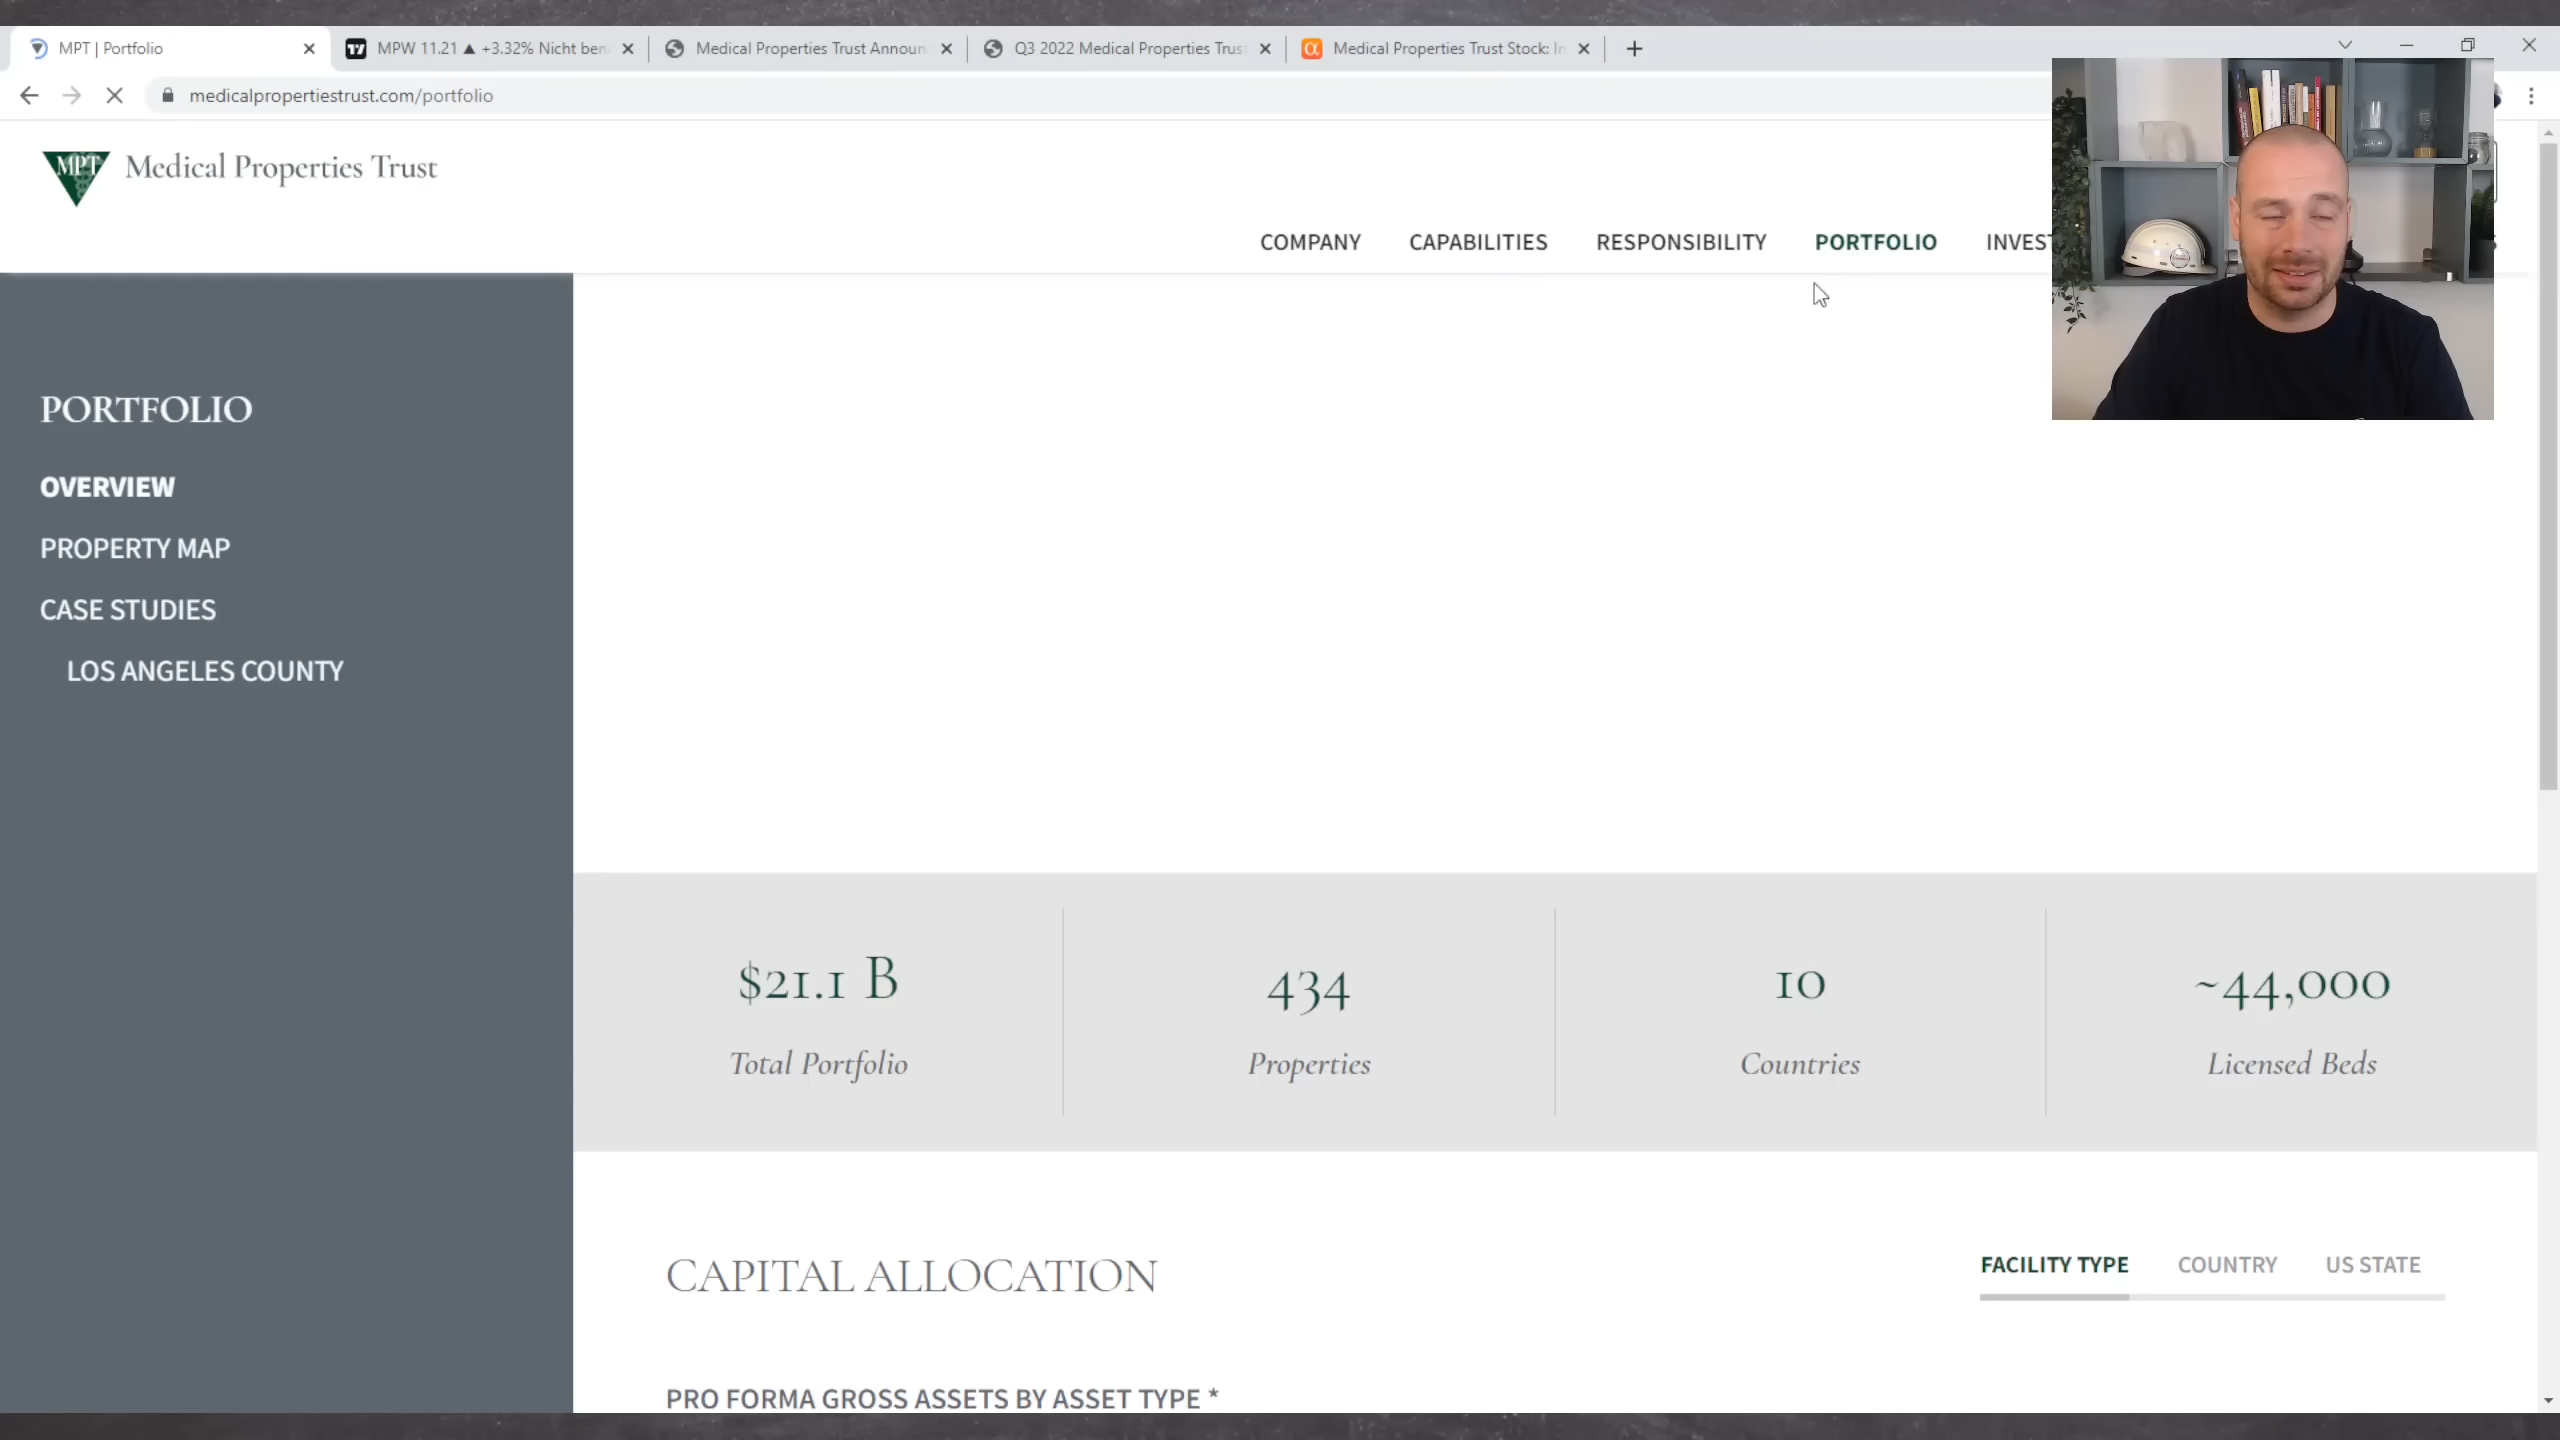 MPT | Portfolio
MPW 11.21 ▲ +3.32% Nicht ben
Medical Properties Trust Announ
Q3 2022 Medical Properties Trus
Medical Properties Trust Stock: In
medicalpropertiestrust.com/portfolio
MPT Medical Properties Trust
COMPANY CAPABILITIES RESPONSIBILITY PORTFOLIO INVEST
PORTFOLIO
OVERVIEW
PROPERTY MAP
CASE STUDIES
LOS ANGELES COUNTY
$21.1 B
Total Portfolio
434
Properties
10
Countries
~44,000
Licensed Beds
CAPITAL ALLOCATION
FACILITY TYPE COUNTRY US STATE
PRO FORMA GROSS ASSETS BY ASSET TYPE *